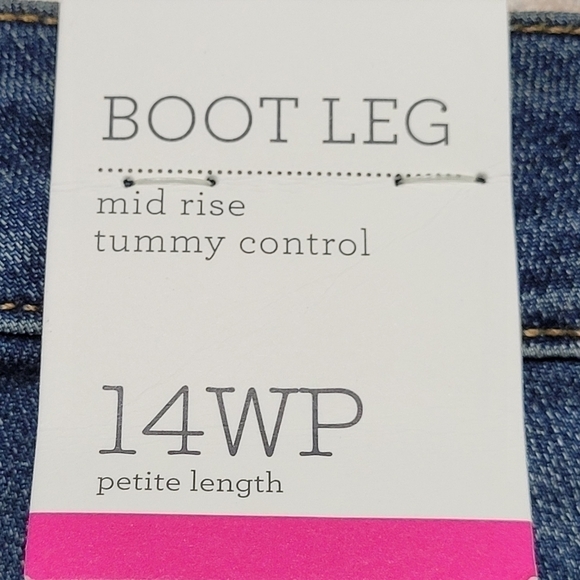 BOOT LEG
mid rise
tummy control
14WP
petite length